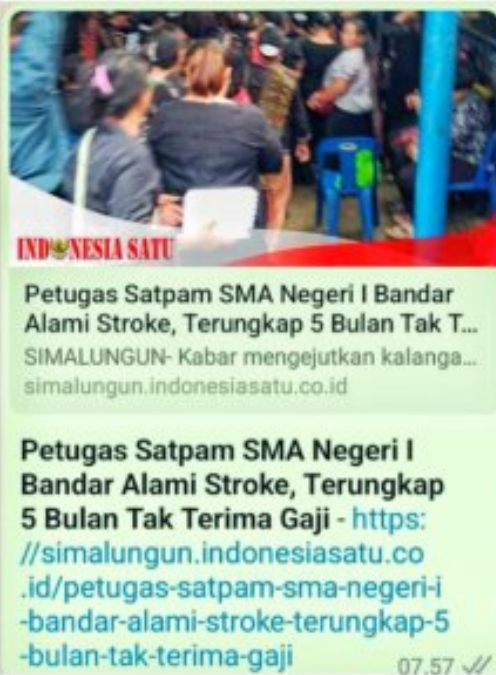 INDONESIA SATU
Petugas Satpam SMA Negeri I Bandar
Alami Stroke, Terungkap 5 Bulan Tak T...
SIMALUNGUN- Kabar mengejutkan kalanga...
simalungun.indonesiasatu.co.id
Petugas Satpam SMA Negeri I
Bandar Alami Stroke, Terungkap
5 Bulan Tak Terima Gaji - https:
//simalungun.indonesiasatu.co
.id/petugas-satpam-sma-negeri-i
-bandar-alami-stroke-terungkap-5
-bulan-tak-terima-gaji
07.57